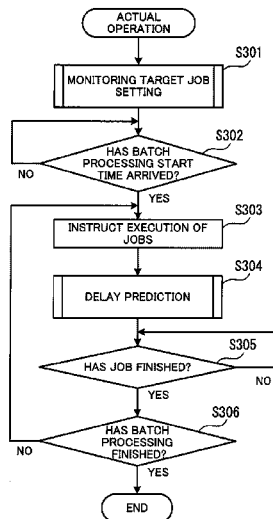 ACTUAL
OPERATION
S301
MONITORING TARGET JOB
SETTING
S302
HAS BATCH
PROCESSING START
TIME ARRIVED?
NO
YES
S303
INSTRUCT EXECUTION OF
JOBS
S304
DELAY PREDICTION
S305
HAS JOB FINISHED?
NO
YES
S306
HAS BATCH
PROCESSING
FINISHED?
NO
YES
END